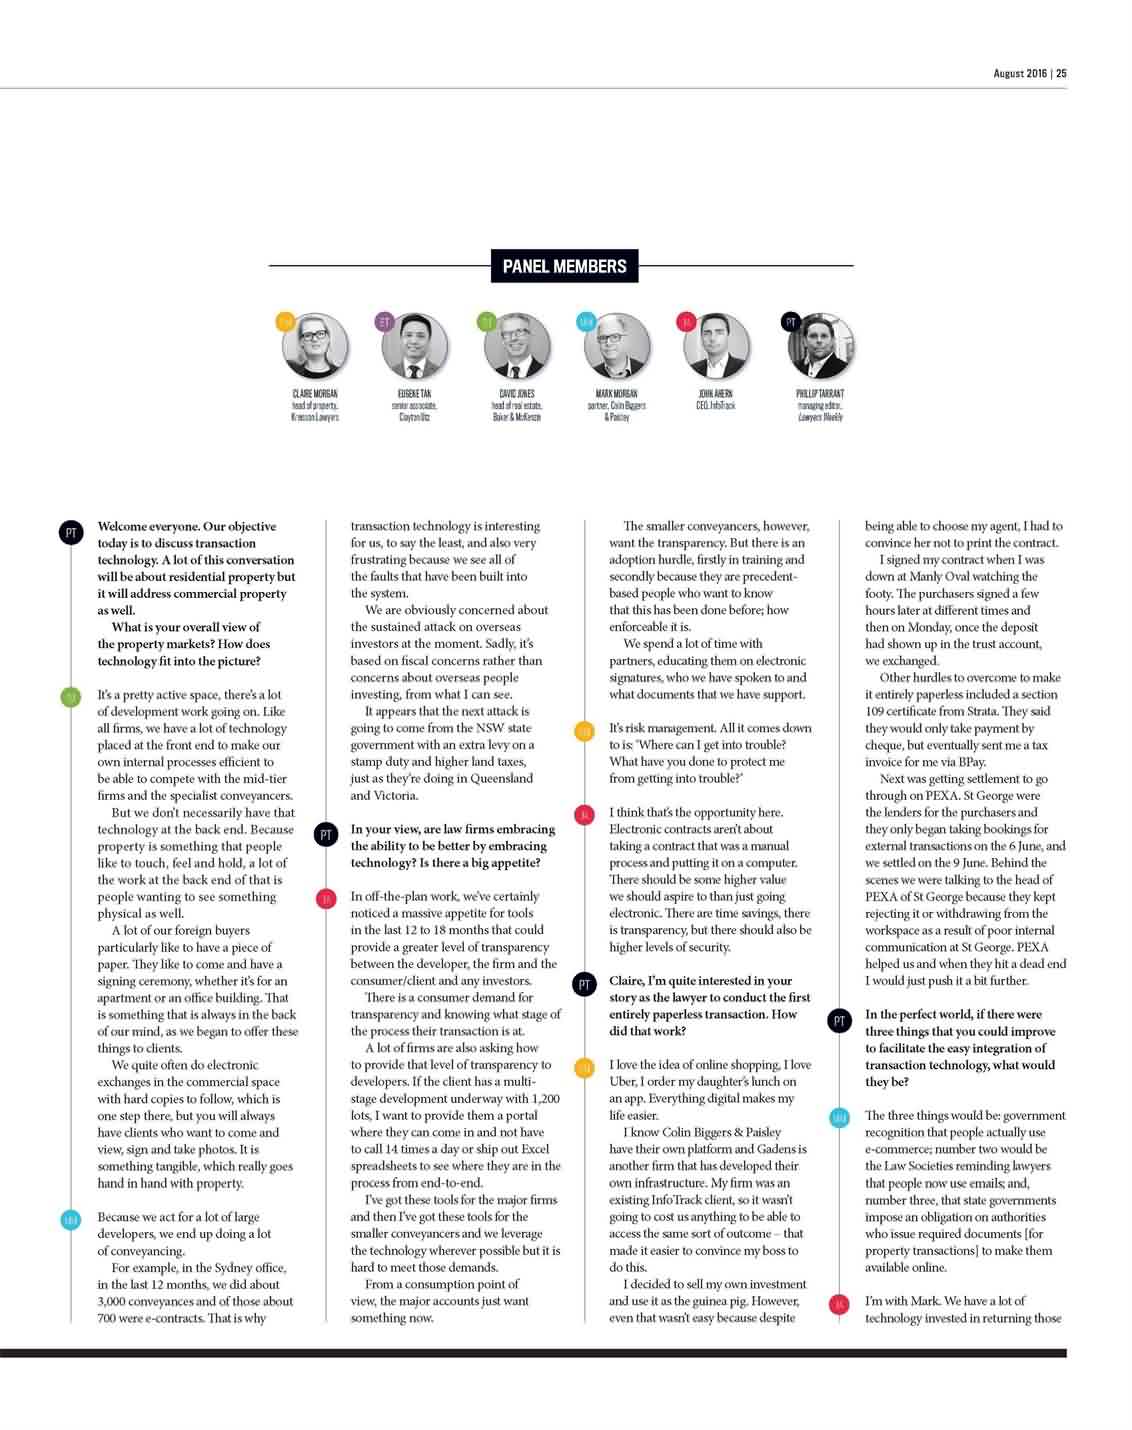 August 2016 | 25
PANEL MEMBERS
CM
ET
DJ
MM
JA
PT
CLAIRE MORGAN
head of property,
Kreisson Lawyers
EUGENE TAN
senior associate,
Clayton Utz
DAVID JONES
head of real estate,
Baker & McKenzie
MARK MORGAN
partner, Colin Biggers
& Paisley
JOHN AHERN
CEO, InfoTrack
PHILLIP TARRANT
managing editor,
Lawyers Weekly
PT
Welcome everyone. Our objective
today is to discuss transaction
technology. A lot of this conversation
will be about residential property but
it will address commercial property
as well.
What is your overall view of
the property markets? How does
technology fit into the picture?
DJ
It's a pretty active space, there's a lot
of development work going on. Like
all firms, we have a lot of technology
placed at the front end to make our
own internal processes efficient to
be able to compete with the mid-tier
firms and the specialist conveyancers.
But we don't necessarily have that
technology at the back end. Because
property is something that people
like to touch, feel and hold, a lot of
the work at the back end of that is
people wanting to see something
physical as well.
A lot of our foreign buyers
particularly like to have a piece of
paper. They like to come and have a
signing ceremony, whether it's for an
apartment or an office building. That
is something that is always in the back
of our mind, as we began to offer these
things to clients.
We quite often do electronic
exchanges in the commercial space
with hard copies to follow, which is
one step there, but you will always
have clients who want to come and
view, sign and take photos. It is
something tangible, which really goes
hand in hand with property.
MM
Because we act for a lot of large
developers, we end up doing a lot
of conveyancing.
For example, in the Sydney office,
in the last 12 months, we did about
3,000 conveyances and of those about
700 were e-contracts. That is why
transaction technology is interesting
for us, to say the least, and also very
frustrating because we see all of
the faults that have been built into
the system.
We are obviously concerned about
the sustained attack on overseas
investors at the moment. Sadly, it's
based on fiscal concerns rather than
concerns about overseas people
investing, from what I can see.
It appears that the next attack is
going to come from the NSW state
government with an extra levy on a
stamp duty and higher land taxes,
just as they're doing in Queensland
and Victoria.
PT
In your view, are law firms embracing
the ability to be better by embracing
technology? Is there a big appetite?
JA
In off-the-plan work, we've certainly
noticed a massive appetite for tools
in the last 12 to 18 months that could
provide a greater level of transparency
between the developer, the firm and the
consumer/client and any investors.
There is a consumer demand for
transparency and knowing what stage of
the process their transaction is at.
A lot of firms are also asking how
to provide that level of transparency to
developers. If the client has a multi-
stage development underway with 1,200
lots, I want to provide them a portal
where they can come in and not have
to call 14 times a day or ship out Excel
spreadsheets to see where they are in the
process from end-to-end.
I've got these tools for the major firms
and then I've got these tools for the
smaller conveyancers and we leverage
the technology wherever possible but it is
hard to meet those demands.
From a consumption point of
view, the major accounts just want
something now.
The smaller conveyancers, however,
want the transparency. But there is an
adoption hurdle, firstly in training and
secondly because they are precedent-
based people who want to know
that this has been done before; how
enforceable it is.
We spend a lot of time with
partners, educating them on electronic
signatures, who we have spoken to and
what documents that we have support.
CM
It's risk management. All it comes down
to is: 'Where can I get into trouble?
What have you done to protect me
from getting into trouble?'
JA
I think that's the opportunity here.
Electronic contracts aren't about
taking a contract that was a manual
process and putting it on a computer.
There should be some higher value
we should aspire to than just going
electronic. There are time savings, there
is transparency, but there should also be
higher levels of security.
PT
Claire, I'm quite interested in your
story as the lawyer to conduct the first
entirely paperless transaction. How
did that work?
CM
I love the idea of online shopping, I love
Uber, I order my daughter's lunch on
an app. Everything digital makes my
life easier.
I know Colin Biggers & Paisley
have their own platform and Gadens is
another firm that has developed their
own infrastructure. My firm was an
existing InfoTrack client, so it wasn't
going to cost us anything to be able to
access the same sort of outcome – that
made it easier to convince my boss to
do this.
I decided to sell my own investment
and use it as the guinea pig. However,
even that wasn't easy because despite
being able to choose my agent, I had to
convince her not to print the contract.
I signed my contract when I was
down at Manly Oval watching the
footy. The purchasers signed a few
hours later at different times and
then on Monday, once the deposit
had shown up in the trust account,
we exchanged.
Other hurdles to overcome to make
it entirely paperless included a section
109 certificate from Strata. They said
they would only take payment by
cheque, but eventually sent me a tax
invoice for me via BPay.
Next was getting settlement to go
through on PEXA. St George were
the lenders for the purchasers and
they only began taking bookings for
external transactions on the 6 June, and
we settled on the 9 June. Behind the
scenes we were talking to the head of
PEXA of St George because they kept
rejecting it or withdrawing from the
workspace as a result of poor internal
communication at St George. PEXA
helped us and when they hit a dead end
I would just push it a bit further.
PT
In the perfect world, if there were
three things that you could improve
to facilitate the easy integration of
transaction technology, what would
they be?
MM
The three things would be: government
recognition that people actually use
e-commerce; number two would be
the Law Societies reminding lawyers
that people now use emails; and,
number three, that state governments
impose an obligation on authorities
who issue required documents [for
property transactions] to make them
available online.
JA
I'm with Mark. We have a lot of
technology invested in returning those